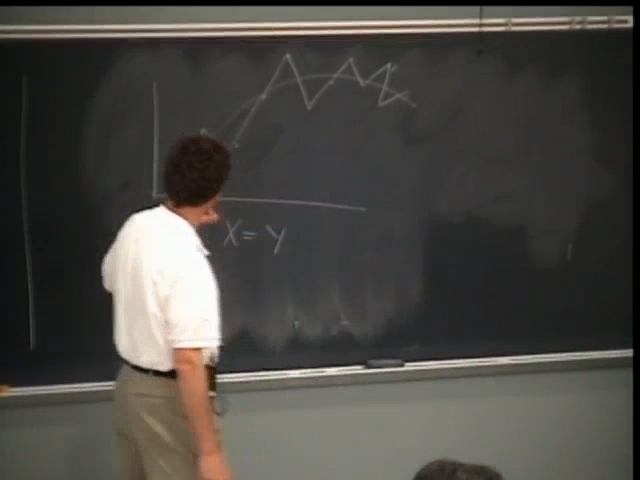 X = Y